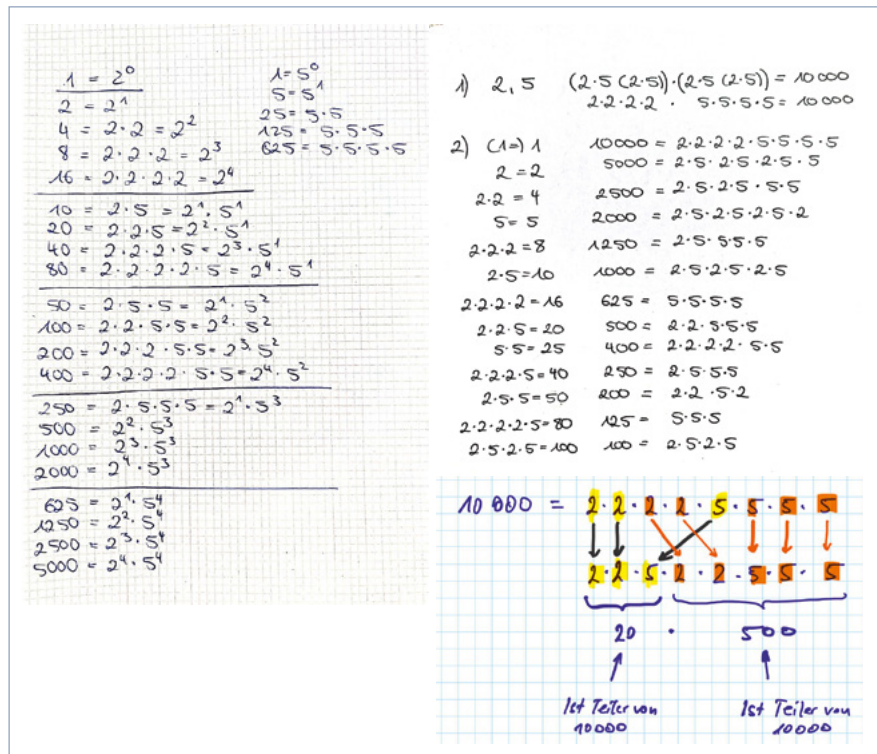 1 = 2⁰
2 = 2¹
4 = 2·2 = 2²
8 = 2·2·2 = 2³
16 = 2·2·2·2 = 2⁴
1 = 5⁰
5 = 5¹
25 = 5·5
125 = 5·5·5
625 = 5·5·5·5
10 = 2·5 = 2¹·5¹
20 = 2·2·5 = 2²·5¹
40 = 2·2·2·5 = 2³·5¹
80 = 2·2·2·2·5 = 2⁴·5¹
50 = 2·5·5 = 2¹·5²
100 = 2·2·5·5 = 2²·5²
200 = 2·2·2·5·5 = 2³·5²
400 = 2·2·2·2·5·5 = 2⁴·5²
250 = 2·5·5·5 = 2¹·5³
500 = 2²·5³
1000 = 2³·5³
2000 = 2⁴·5³
625 = 2¹·5⁴
1250 = 2²·5⁴
2500 = 2³·5⁴
5000 = 2⁴·5⁴
1) 2,5 (2·5(2·5))·(2·5(2·5)) = 10000
2·2·2·2 · 5·5·5·5 = 10000
2) (1=) 1
2 = 2
2·2 = 4
5 = 5
2·2·2 = 8
2·5 = 10
2·2·2·2 = 16
2·2·5 = 20
5·5 = 25
2·2·2·5 = 40
2·5·5 = 50
2·2·2·2·5 = 80
2·5·2·5 = 100
10000 = 2·2·2·2·5·5·5·5
5000 = 2·5·2·5·2·5·5
2500 = 2·5·2·5·5·5
2000 = 2·5·2·5·2·5·2
1250 = 2·5·5·5·5
1000 = 2·5·2·5·2·5
625 = 5·5·5·5
500 = 2·2·5·5·5
400 = 2·2·2·2·5·5
250 = 2·5·5·5
200 = 2·2·5·2
125 = 5·5·5
100 = 2·5·2·5
10 000 = 2·2·2·2·5·5·5·5
2·2·5·2·2·5·5·5
20 · 500
Ist Teiler von
10000
Ist Teiler von
10000